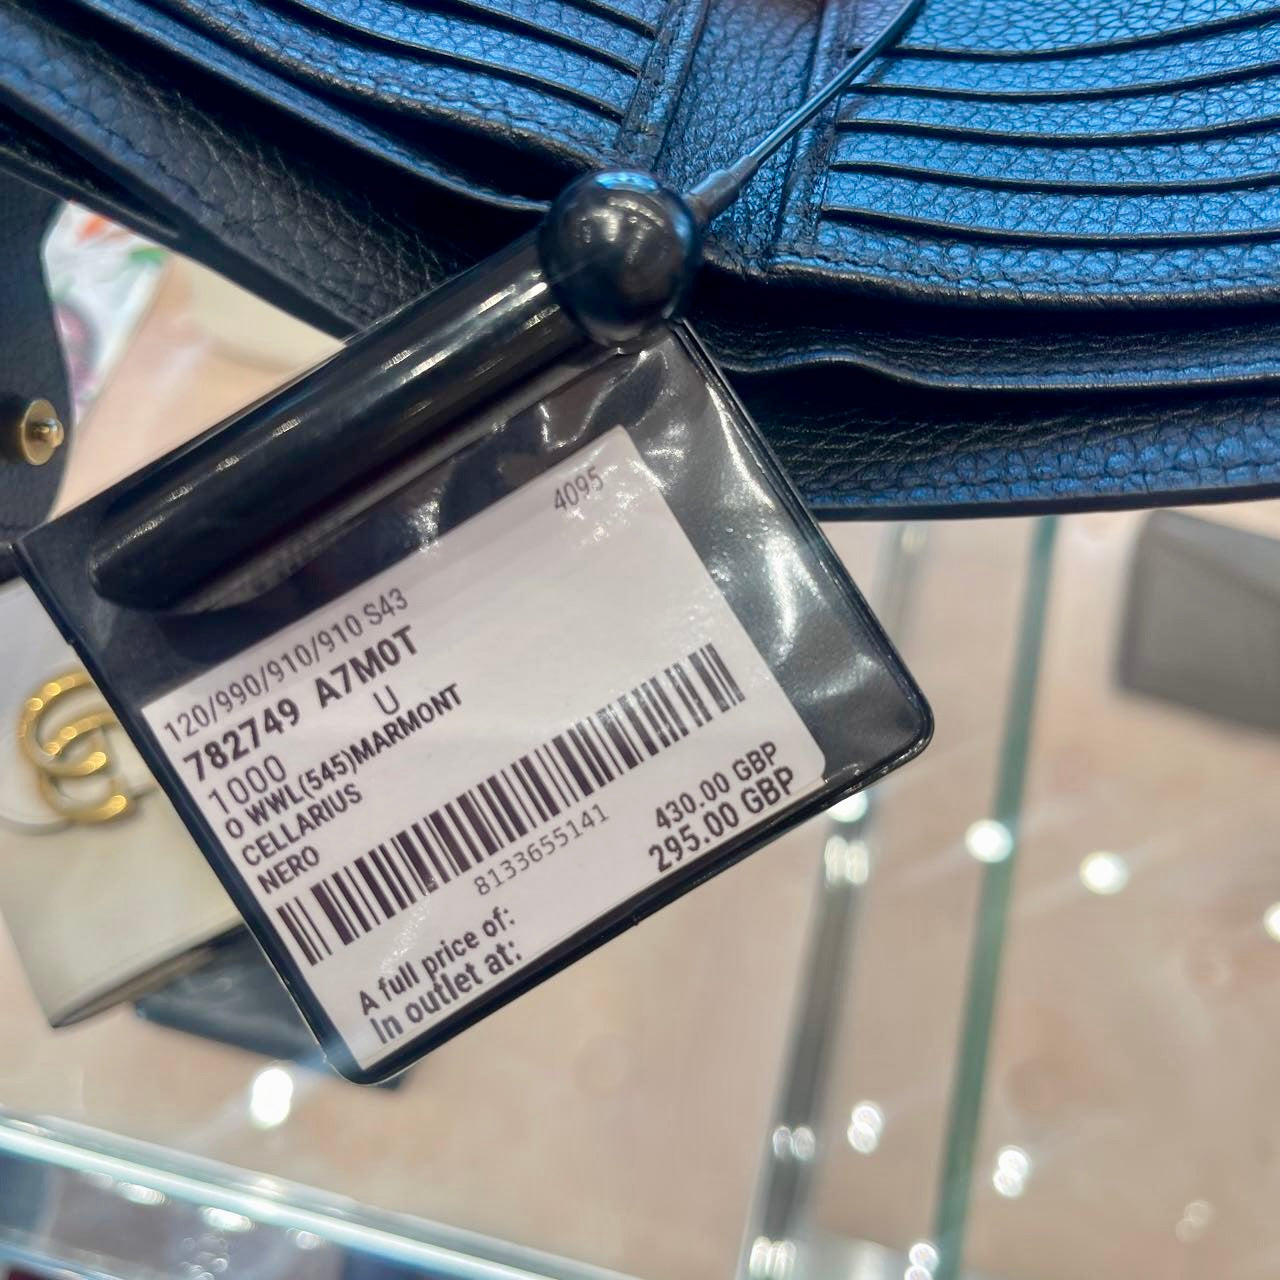 4095
120/990/910/910 S43
782749 A7M0T
U
1000
0 WWL(545)MARMONT
CELLARIUS
NERO
8133655141
A full price of: 430.00 GBP
In outlet at: 295.00 GBP